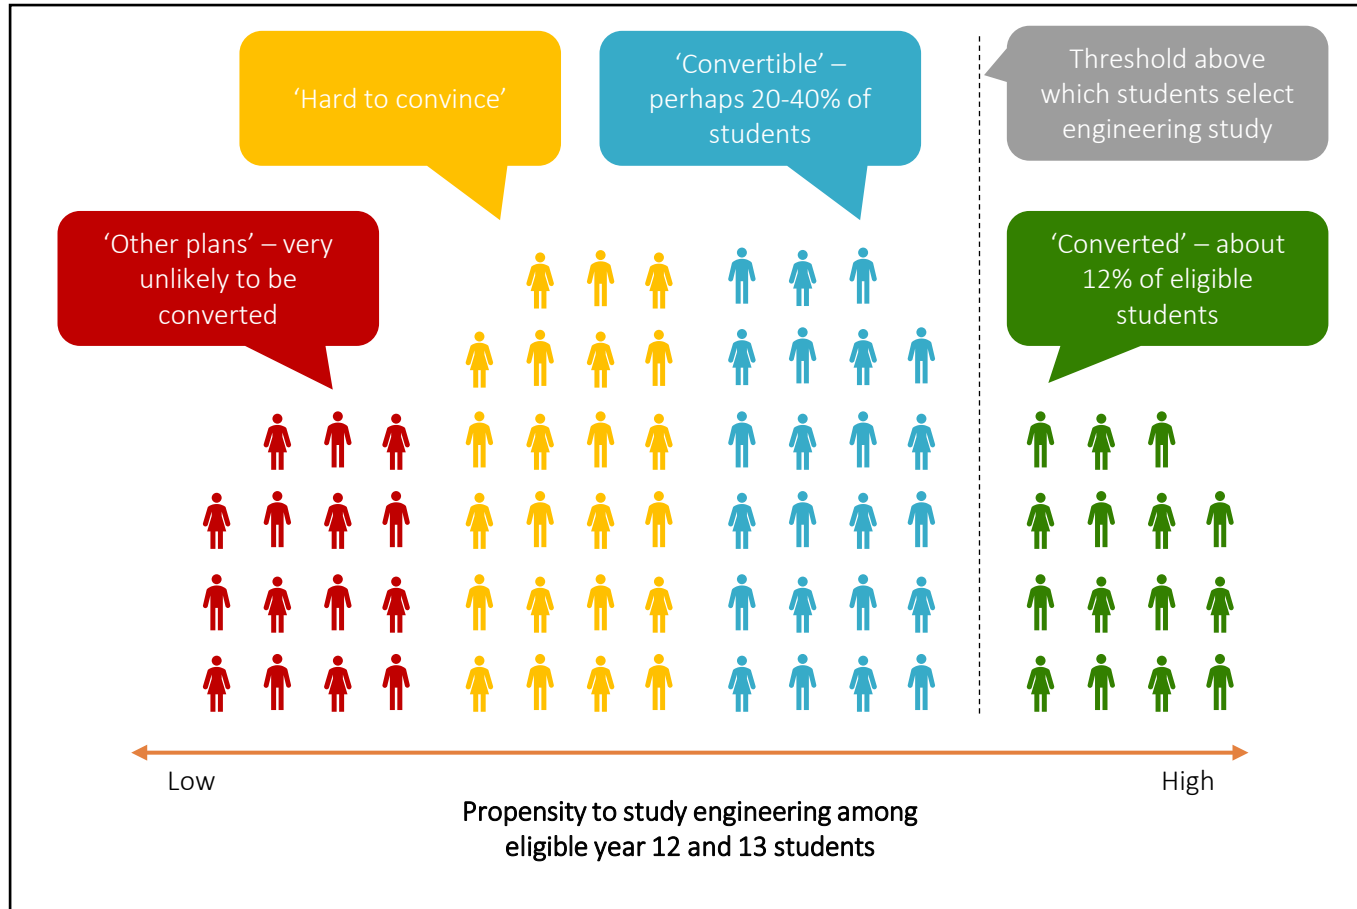 ‘Hard to convince’
‘Convertible’ –
perhaps 20-40% of
students
Threshold above
which students select
engineering study
‘Other plans’ – very
unlikely to be
converted
‘Converted’ – about
12% of eligible
students
Low
High
Propensity to study engineering among
eligible year 12 and 13 students